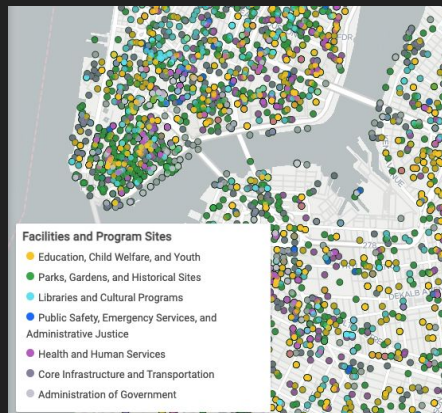 FDR
278
DEKALB A
Facilities and Program Sites
Education, Child Welfare, and Youth
Parks, Gardens, and Historical Sites
Libraries and Cultural Programs
Public Safety, Emergency Services, and
Administrative Justice
Health and Human Services
Core Infrastructure and Transportation
Administration of Government